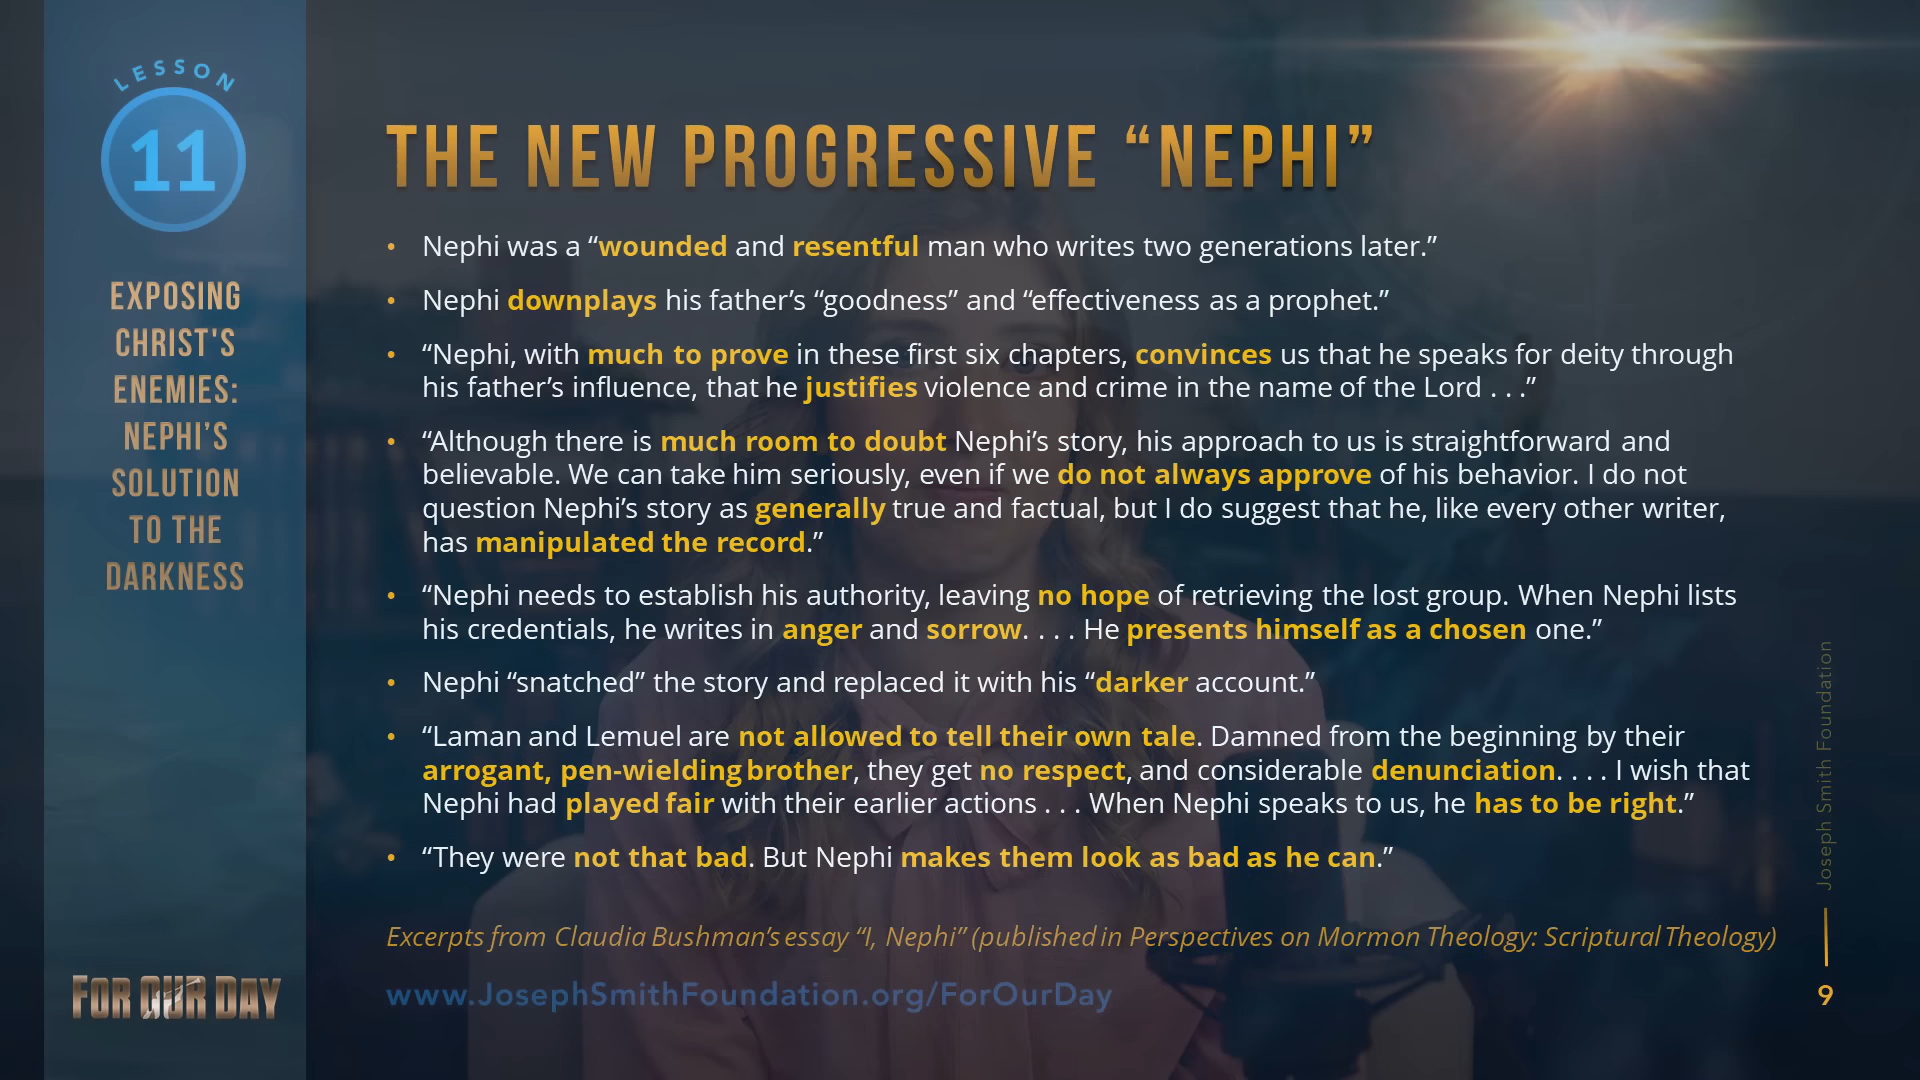 LESSON
11
EXPOSING
CHRIST'S
ENEMIES:
NEPHI'S
SOLUTION
TO THE
DARKNESS
FOR OUR DAY
THE NEW PROGRESSIVE “NEPHI”
• Nephi was a “wounded and resentful man who writes two generations later.”
• Nephi downplays his father’s “goodness” and “effectiveness as a prophet.”
• “Nephi, with much to prove in these first six chapters, convinces us that he speaks for deity through
his father’s influence, that he justifies violence and crime in the name of the Lord . . .”
• “Although there is much room to doubt Nephi’s story, his approach to us is straightforward and
believable. We can take him seriously, even if we do not always approve of his behavior. I do not
question Nephi’s story as generally true and factual, but I do suggest that he, like every other writer,
has manipulated the record.”
• “Nephi needs to establish his authority, leaving no hope of retrieving the lost group. When Nephi lists
his credentials, he writes in anger and sorrow. . . . He presents himself as a chosen one.”
• Nephi “snatched” the story and replaced it with his “darker account.”
• “Laman and Lemuel are not allowed to tell their own tale. Damned from the beginning by their
arrogant, pen-wielding brother, they get no respect, and considerable denunciation. . . . I wish that
Nephi had played fair with their earlier actions . . . When Nephi speaks to us, he has to be right.”
• “They were not that bad. But Nephi makes them look as bad as he can.”
Excerpts from Claudia Bushman’s essay “I, Nephi” (published in Perspectives on Mormon Theology: Scriptural Theology)
www.JosephSmithFoundation.org/ForOurDay
Joseph Smith Foundation
9